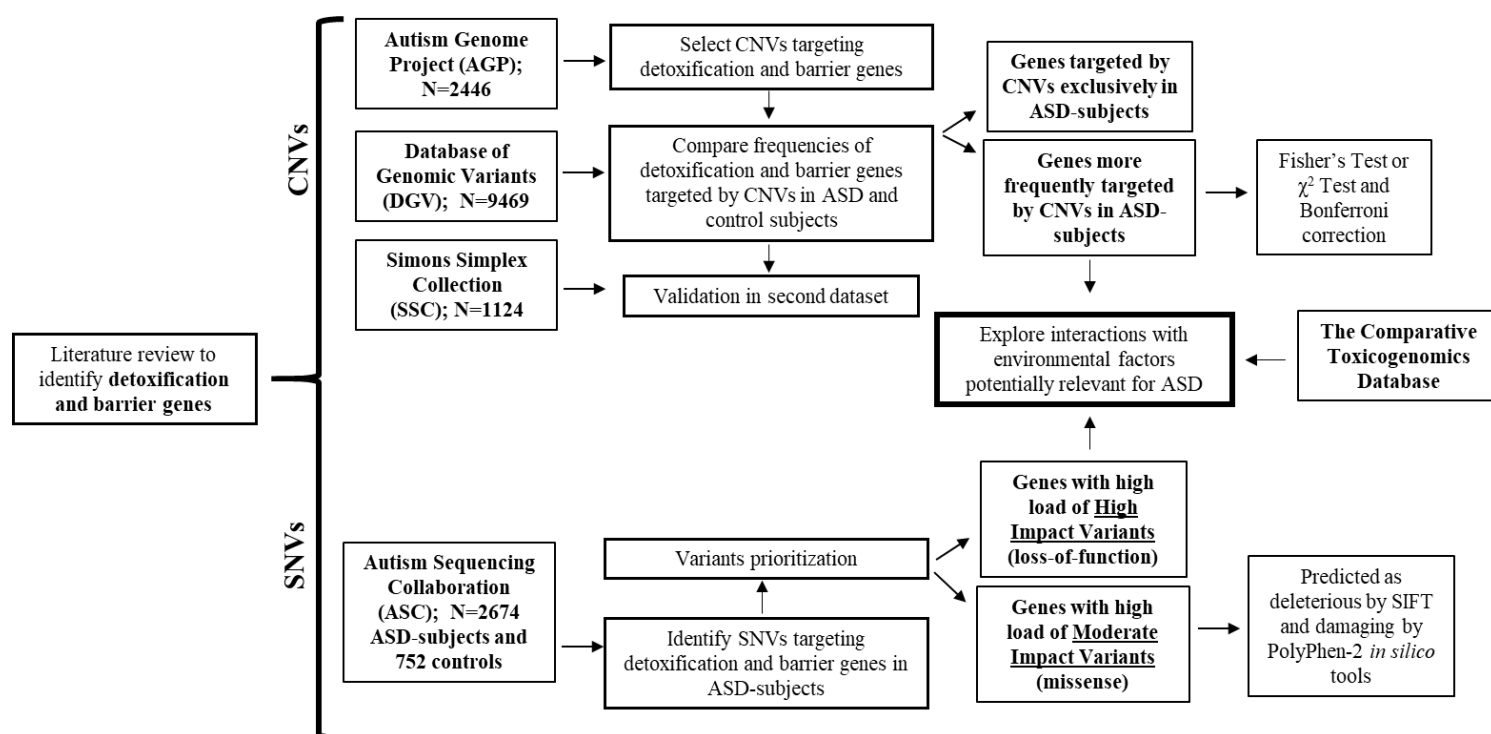 Literature review to
identify detoxification
and barrier genes
CNVs
Autism Genome
Project (AGP);
N=2446
Select CNVs targeting
detoxification and barrier genes
Database of
Genomic Variants
(DGV); N=9469
Compare frequencies of
detoxification and barrier genes
targeted by CNVs in ASD and
control subjects
Simons Simplex
Collection
(SSC); N=1124
Validation in second dataset
Genes targeted by
CNVs exclusively in
ASD-subjects
Genes more
frequently targeted
by CNVs in ASD-
subjects
Fisher's Test or
χ² Test and
Bonferroni
correction
Explore interactions with
environmental factors
potentially relevant for ASD
The Comparative
Toxicogenomics
Database
SNVs
Autism Sequencing
Collaboration
(ASC); N=2674
ASD-subjects and
752 controls
Variants prioritization
Identify SNVs targeting
detoxification and barrier genes in
ASD-subjects
Genes with high
load of High
Impact Variants
(loss-of-function)
Genes with high
load of Moderate
Impact Variants
(missense)
Predicted as
deleterious by SIFT
and damaging by
PolyPhen-2 in silico
tools